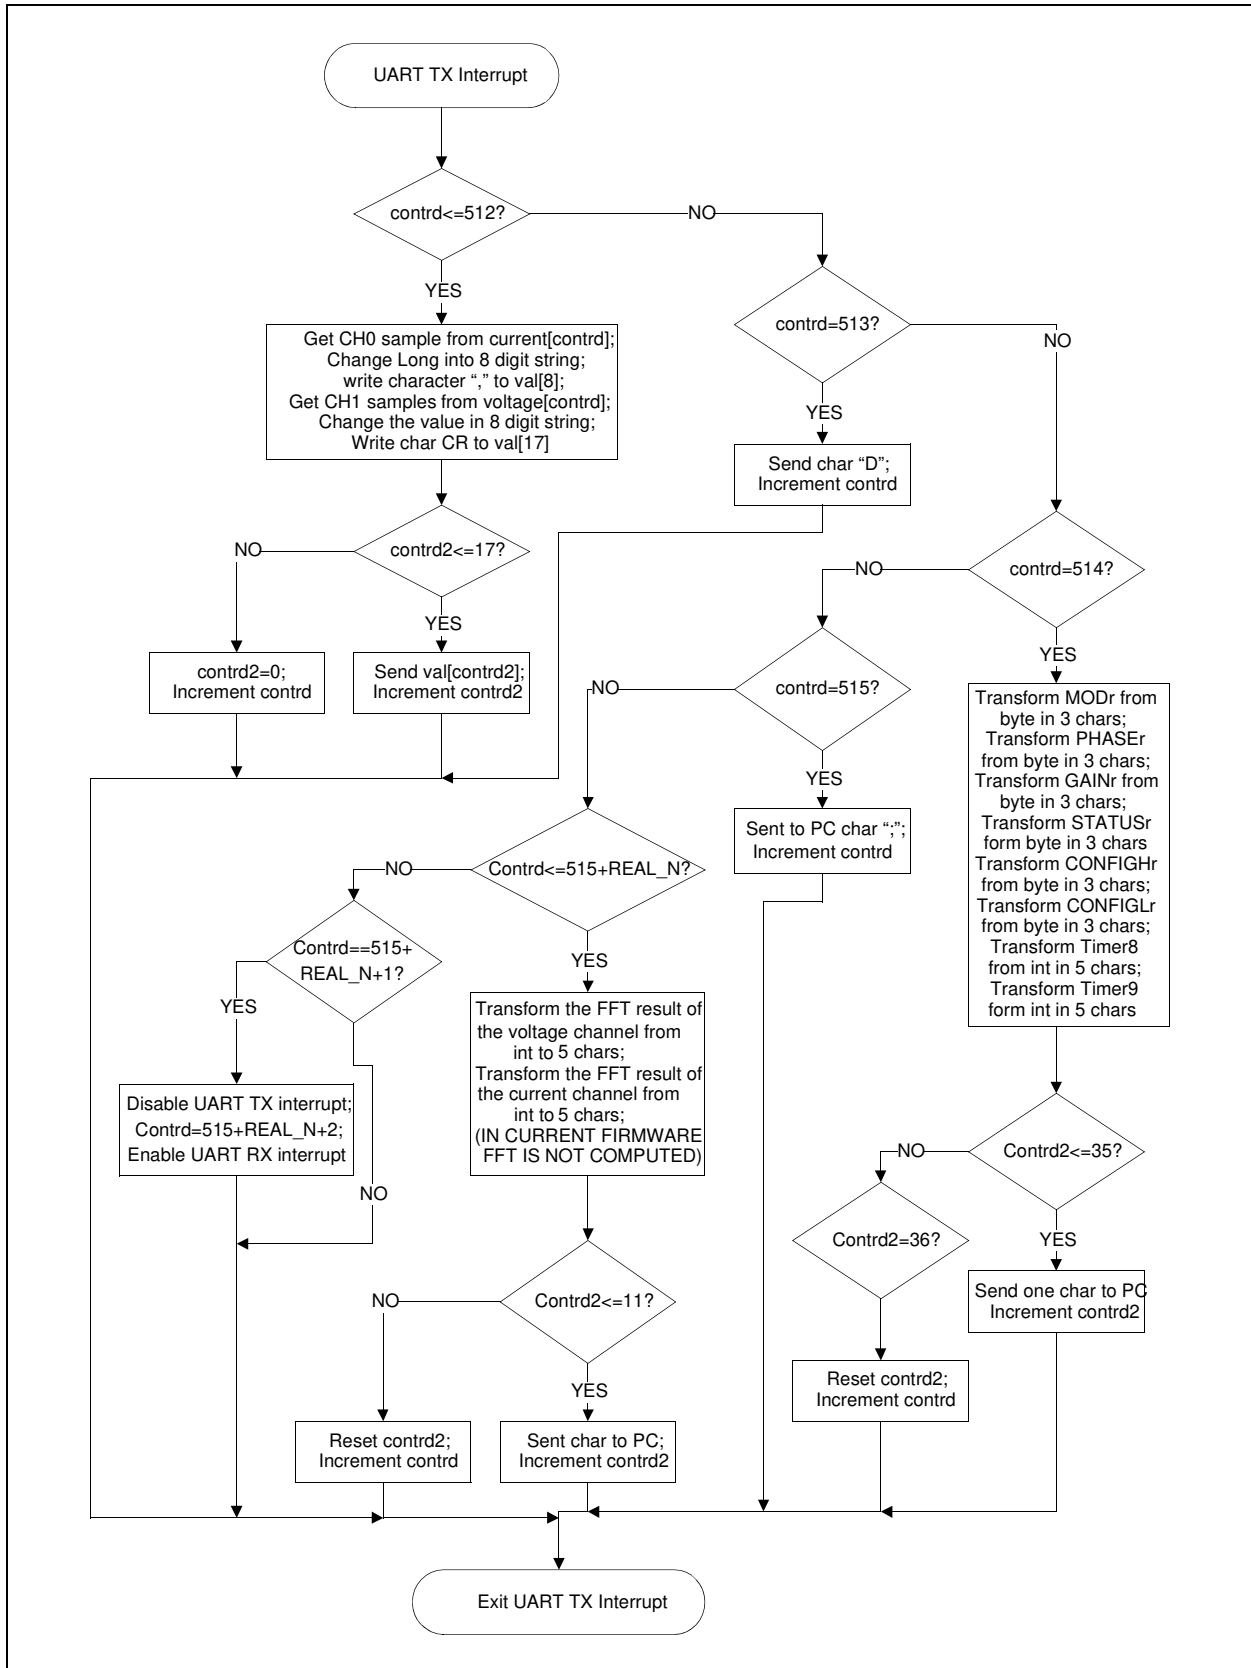 UART TX Interrupt
contrd<=512?
NO
YES
contrd=513?
NO
Get CH0 sample from current[contrd];
Change Long into 8 digit string;
write character “,” to val[8];
Get CH1 samples from voltage[contrd];
Change the value in 8 digit string;
Write char CR to val[17]
YES
Send char “D”;
Increment contrd
contrd2<=17?
NO
YES
contrd=514?
NO
YES
contrd2=0;
Increment contrd
Send val[contrd2];
Increment contrd2
contrd=515?
NO
YES
Transform MODr from
byte in 3 chars;
Transform PHASEr
from byte in 3 chars;
Transform GAINr from
byte in 3 chars;
Transform STATUSr
form byte in 3 chars
Transform CONFIGHr
from byte in 3 chars;
Transform CONFIGLr
from byte in 3 chars;
Transform Timer8
from int in 5 chars;
Transform Timer9
form int in 5 chars
Sent to PC char “;”;
Increment contrd
Contrd<=515+REAL_N?
NO
YES
Contrd==515+
REAL_N+1?
YES
NO
Transform the FFT result of
the voltage channel from
int to 5 chars;
Transform the FFT result of
the current channel from
int to 5 chars;
(IN CURRENT FIRMWARE
FFT IS NOT COMPUTED)
Disable UART TX interrupt;
Contrd=515+REAL_N+2;
Enable UART RX interrupt
Contrd2<=35?
NO
YES
Contrd2=36?
Send one char to PC
Increment contrd2
Contrd2<=11?
NO
YES
Reset contrd2;
Increment contrd
Reset contrd2;
Increment contrd
Sent char to PC;
Increment contrd2
Exit UART TX Interrupt